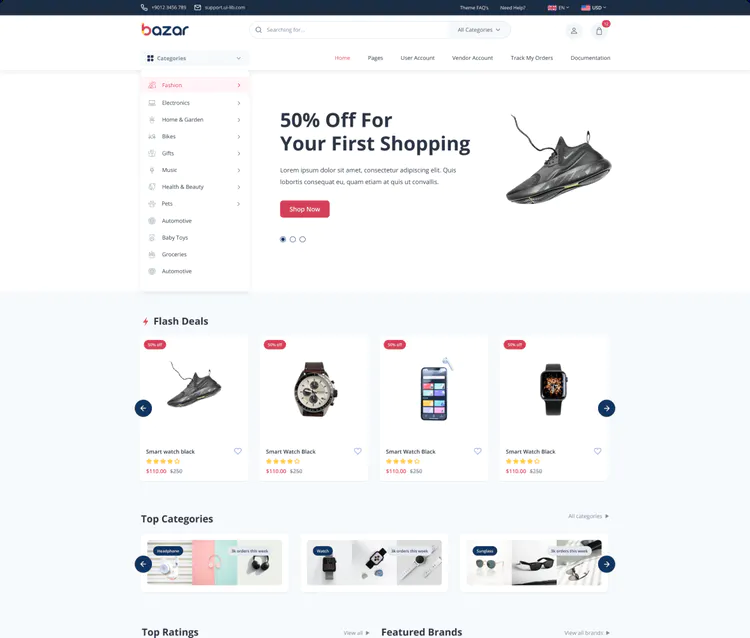 +9012 3456 789 support.ui-lib.com Theme FAQ's Need Help? EN USD
bazar Searching for... All Categories
Categories Home Pages User Account Vendor Account Track My Orders Documentation
Fashion
Electronics
Home & Garden
Bikes
Gifts
Music
Health & Beauty
Pets
Automotive
Baby Toys
Groceries
Automotive
50% Off For
Your First Shopping
Lorem ipsum dolor sit amet, consectetur adipiscing elit. Quis
lobortis consequat eu, quam etiam at quis ut convallis.
Shop Now
Flash Deals
50% off 50% off 50% off 50% off
Smart watch black Smart Watch Black Smart Watch Black Smart Watch Black
$110.00 $250 $110.00 $250 $110.00 $250 $110.00 $250
Top Categories All categories
Headphone 3k orders this week Watch 3k orders this week Sunglass 3k orders this week
Top Ratings View all Featured Brands View all brands